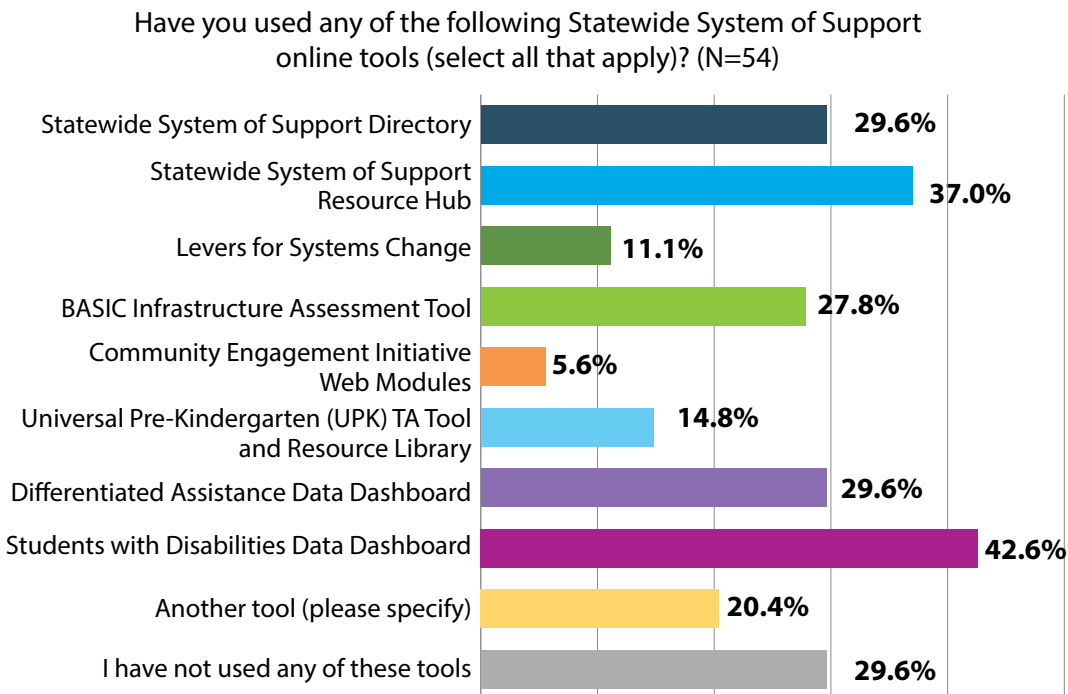 Have you used any of the following Statewide System of Support
online tools (select all that apply)? (N=54)
Statewide System of Support Directory
29.6%
Statewide System of Support
Resource Hub
37.0%
Levers for Systems Change
11.1%
BASIC Infrastructure Assessment Tool
27.8%
Community Engagement Initiative
Web Modules
5.6%
Universal Pre-Kindergarten (UPK) TA Tool
and Resource Library
14.8%
Differentiated Assistance Data Dashboard
29.6%
Students with Disabilities Data Dashboard
42.6%
Another tool (please specify)
20.4%
I have not used any of these tools
29.6%